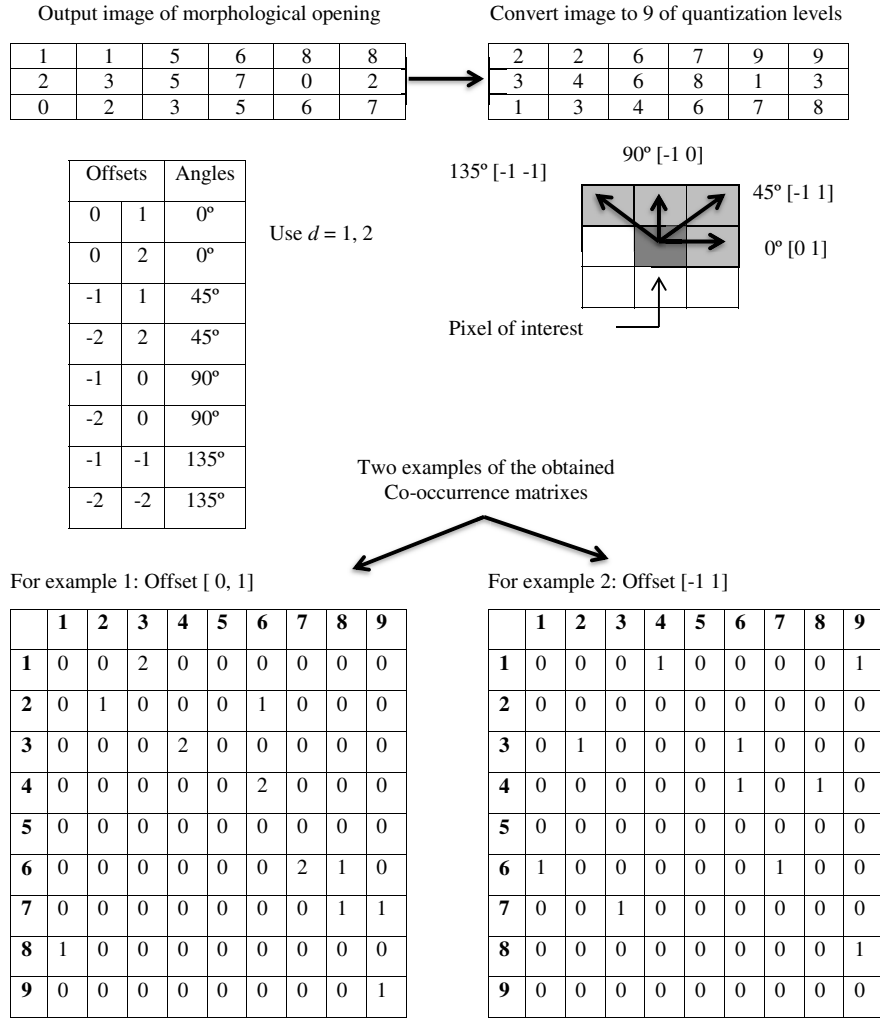 Output image of morphological opening
Convert image to 9 of quantization levels
1 1 5 6 8 8
2 3 5 7 0 2
0 2 3 5 6 7
2 2 6 7 9 9
3 4 6 8 1 3
1 3 4 6 7 8
Offsets Angles
0 1 0º
0 2 0º
-1 1 45º
-2 2 45º
-1 0 90º
-2 0 90º
-1 -1 135º
-2 -2 135º
Use d = 1, 2
90º [-1 0]
135º [-1 -1]
45º [-1 1]
0º [0 1]
Pixel of interest
Two examples of the obtained
Co-occurrence matrixes
For example 1: Offset [ 0, 1]
1 2 3 4 5 6 7 8 9
1 0 0 2 0 0 0 0 0 0
2 0 1 0 0 0 1 0 0 0
3 0 0 0 2 0 0 0 0 0
4 0 0 0 0 0 2 0 0 0
5 0 0 0 0 0 0 0 0 0
6 0 0 0 0 0 0 2 1 0
7 0 0 0 0 0 0 0 1 1
8 1 0 0 0 0 0 0 0 0
9 0 0 0 0 0 0 0 0 1
For example 2: Offset [-1 1]
1 2 3 4 5 6 7 8 9
1 0 0 0 1 0 0 0 0 1
2 0 0 0 0 0 0 0 0 0
3 0 1 0 0 0 1 0 0 0
4 0 0 0 0 0 1 0 1 0
5 0 0 0 0 0 0 0 0 0
6 1 0 0 0 0 0 1 0 0
7 0 0 1 0 0 0 0 0 0
8 0 0 0 0 0 0 0 0 1
9 0 0 0 0 0 0 0 0 0